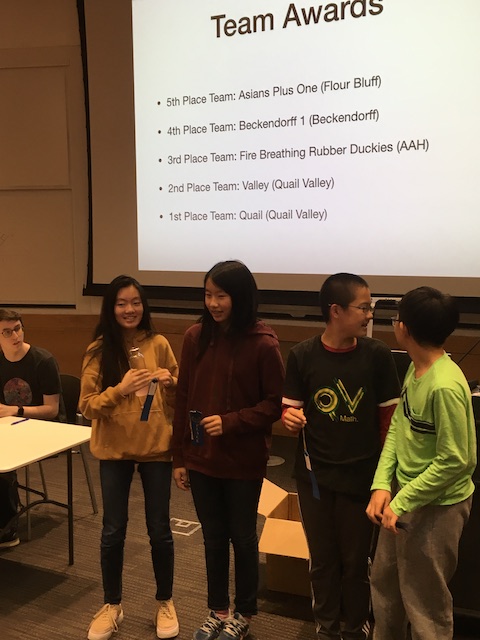 Team Awards
• 5th Place Team: Asians Plus One (Flour Bluff)
• 4th Place Team: Beckendorff 1 (Beckendorff)
• 3rd Place Team: Fire Breathing Rubber Duckies (AAH)
• 2nd Place Team: Valley (Quail Valley)
• 1st Place Team: Quail (Quail Valley)
QV
Math